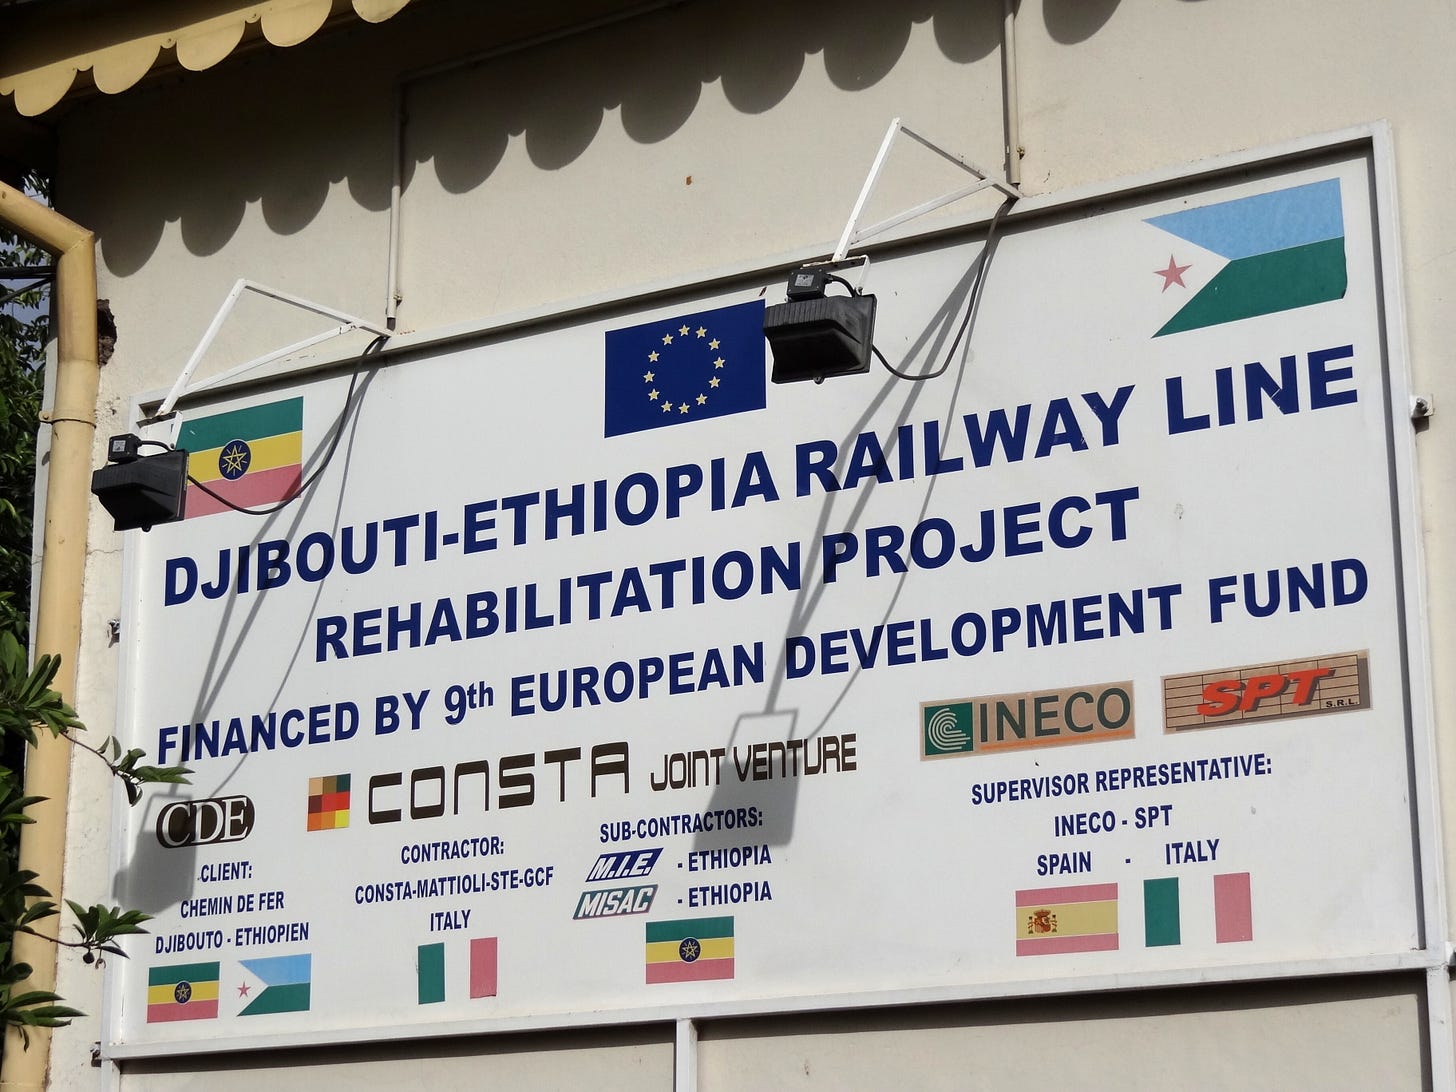 DJIBOUTI-ETHIOPIA RAILWAY LINE
REHABILITATION PROJECT
FINANCED BY 9th EUROPEAN DEVELOPMENT FUND
CDE
CLIENT:
CHEMIN DE FER
DJIBOUTO - ETHIOPIEN
CONSTA JOINT VENTURE
CONTRACTOR:
CONSTA-MATTIOLI-STE-GCF
ITALY
SUB-CONTRACTORS:
M.I.E. - ETHIOPIA
MISAC - ETHIOPIA
INECO
SPT S.R.L.
SUPERVISOR REPRESENTATIVE:
INECO - SPT
SPAIN - ITALY